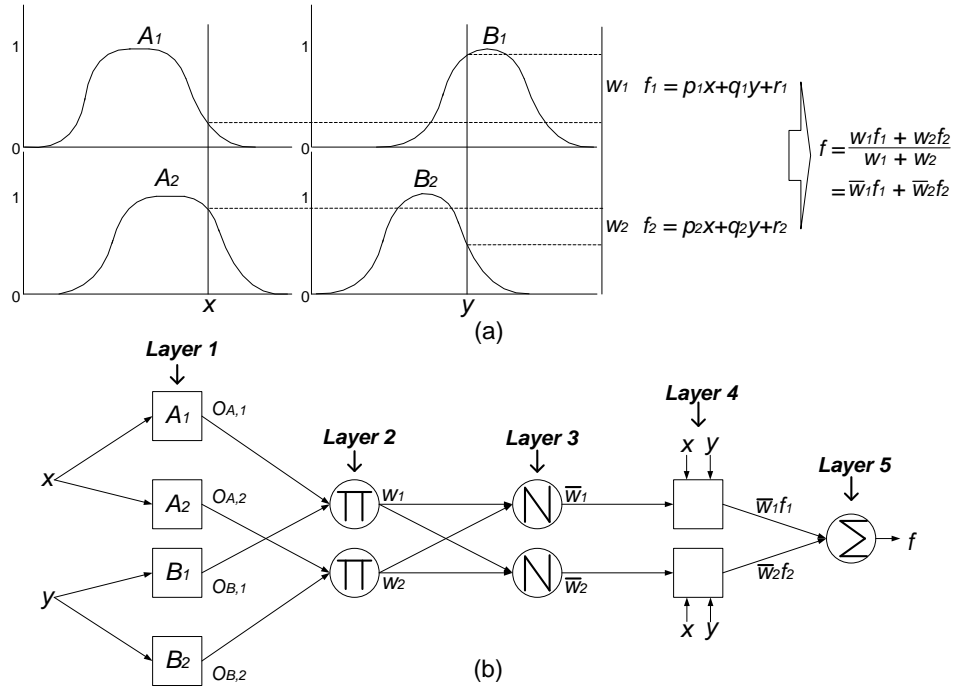 1
A1
0
1
B1
w1 f1 = p1x+q1y+r1
1
A2
0
x
1
B2
0
y
w2 f2 = p2x+q2y+r2
f = w1f1 + w2f2
w1 + w2
= w̅1f1 + w̅2f2
(a)
Layer 1
A1
OA,1
x
A2
OA,2
B1
OB,1
y
B2
OB,2
Layer 2
∏
w1
∏
w2
Layer 3
N
w̅1
N
w̅2
Layer 4
x y
w̅1f1
w̅2f2
x y
Layer 5
Σ
f
(b)